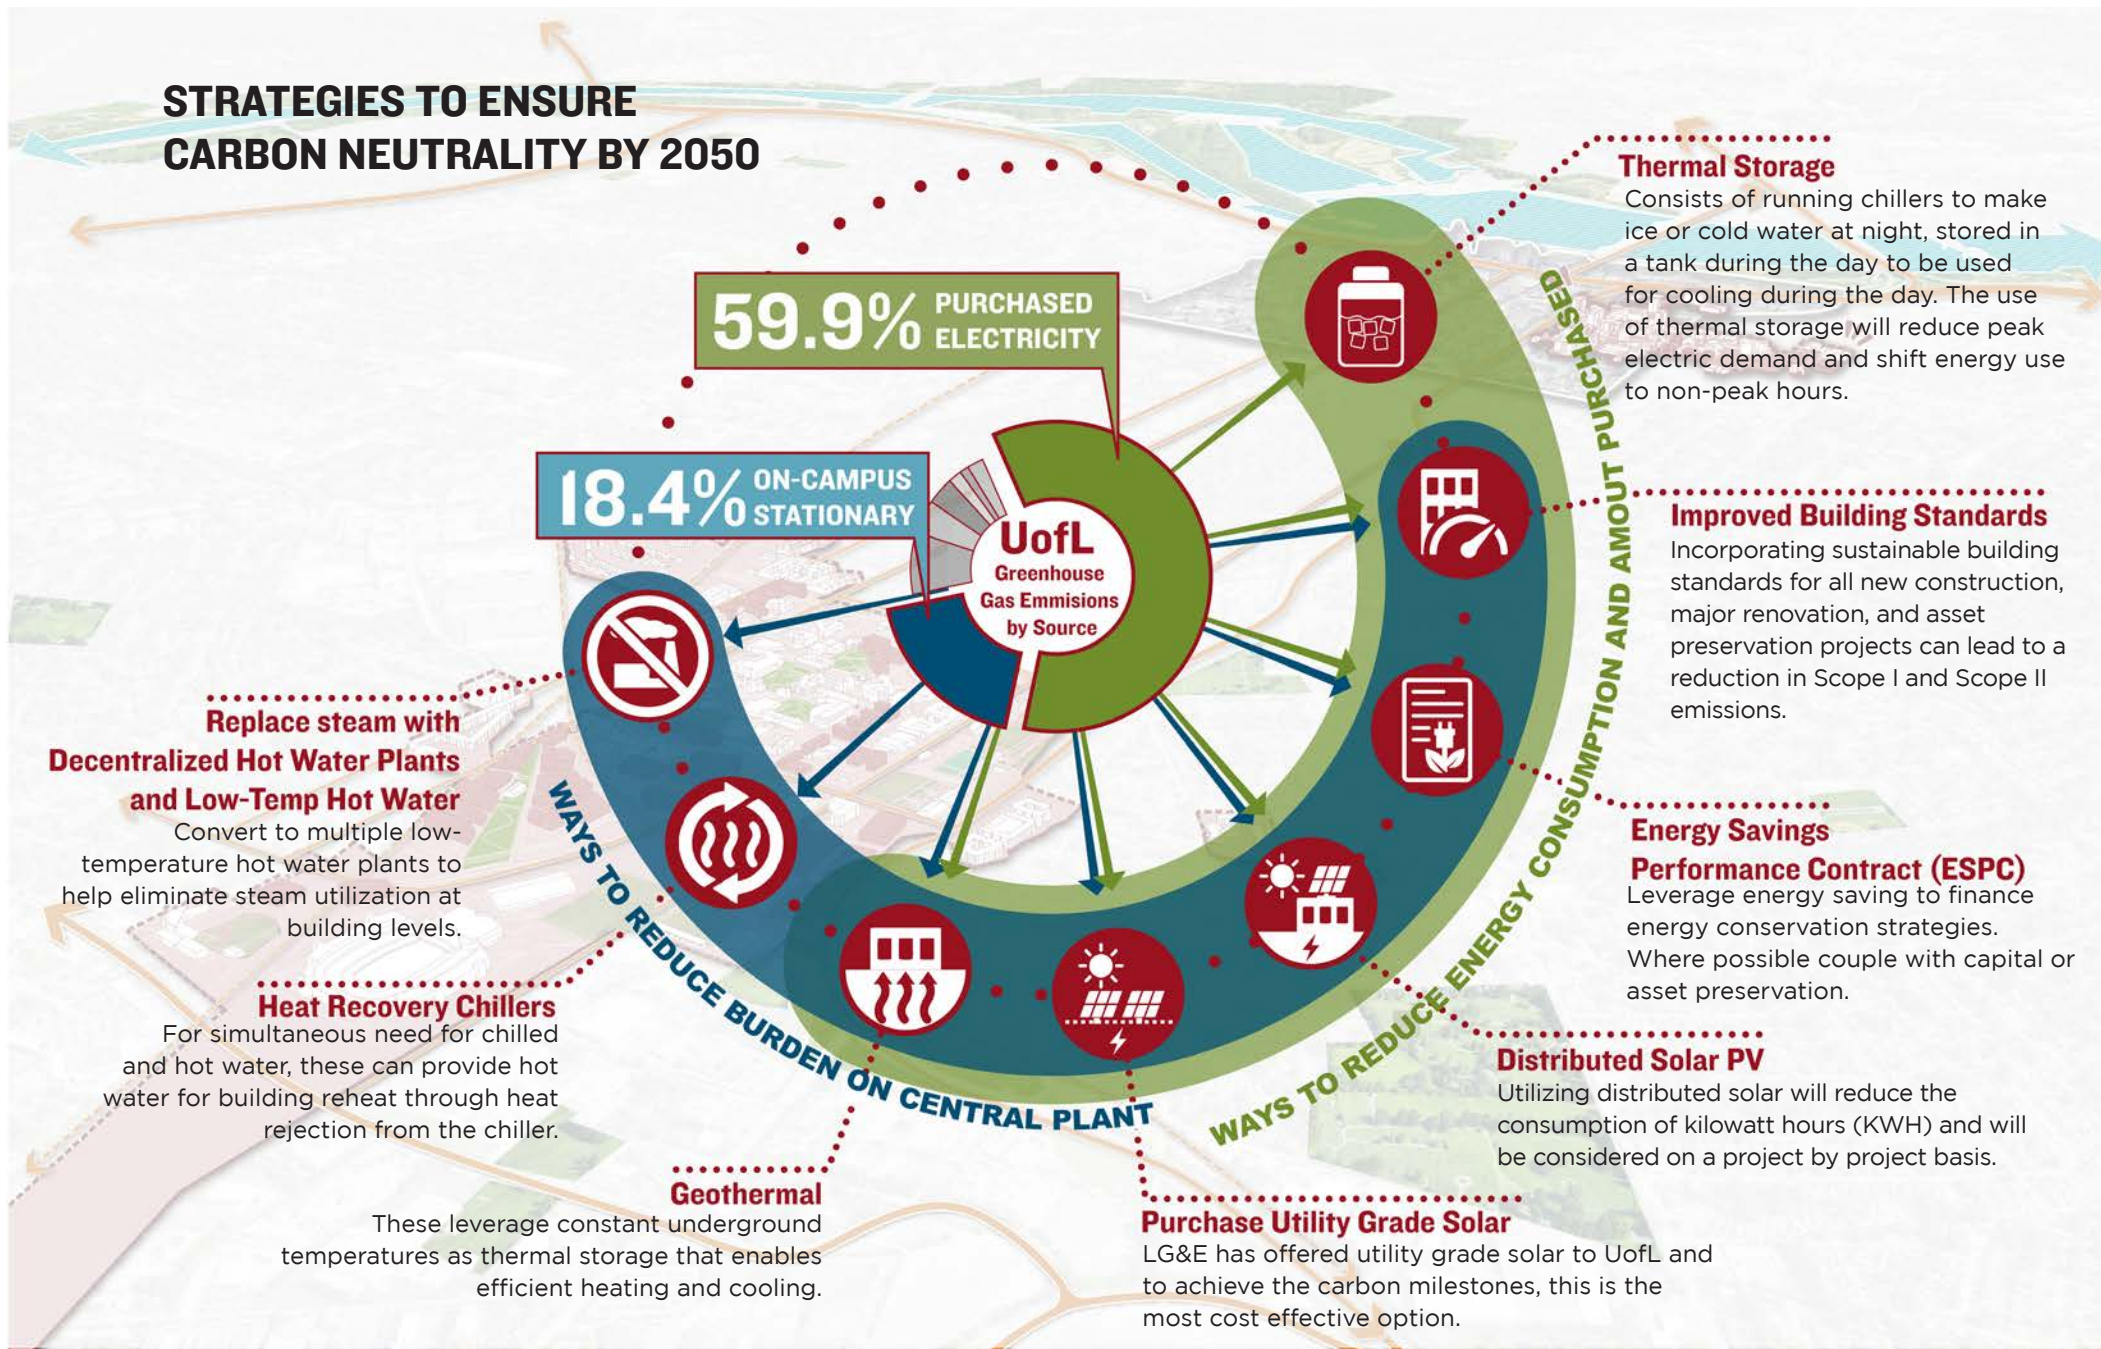 STRATEGIES TO ENSURE
CARBON NEUTRALITY BY 2050
59.9% PURCHASED
ELECTRICITY
18.4% ON-CAMPUS
STATIONARY
UofL
Greenhouse
Gas Emmisions
by Source
Thermal Storage
Consists of running chillers to make
ice or cold water at night, stored in
a tank during the day to be used
for cooling during the day. The use
of thermal storage will reduce peak
electric demand and shift energy use
to non-peak hours.
Improved Building Standards
Incorporating sustainable building
standards for all new construction,
major renovation, and asset
preservation projects can lead to a
reduction in Scope I and Scope II
emissions.
Energy Savings
Performance Contract (ESPC)
Leverage energy saving to finance
energy conservation strategies.
Where possible couple with capital or
asset preservation.
Distributed Solar PV
Utilizing distributed solar will reduce the
consumption of kilowatt hours (KWH) and will
be considered on a project by project basis.
Purchase Utility Grade Solar
LG&E has offered utility grade solar to UofL and
to achieve the carbon milestones, this is the
most cost effective option.
Geothermal
These leverage constant underground
temperatures as thermal storage that enables
efficient heating and cooling.
Heat Recovery Chillers
For simultaneous need for chilled
and hot water, these can provide hot
water for building reheat through heat
rejection from the chiller.
Replace steam with
Decentralized Hot Water Plants
and Low-Temp Hot Water
Convert to multiple low-
temperature hot water plants to
help eliminate steam utilization at
building levels.
WAYS TO REDUCE BURDEN ON CENTRAL PLANT
WAYS TO REDUCE ENERGY CONSUMPTION AND AMOUT PURCHASED